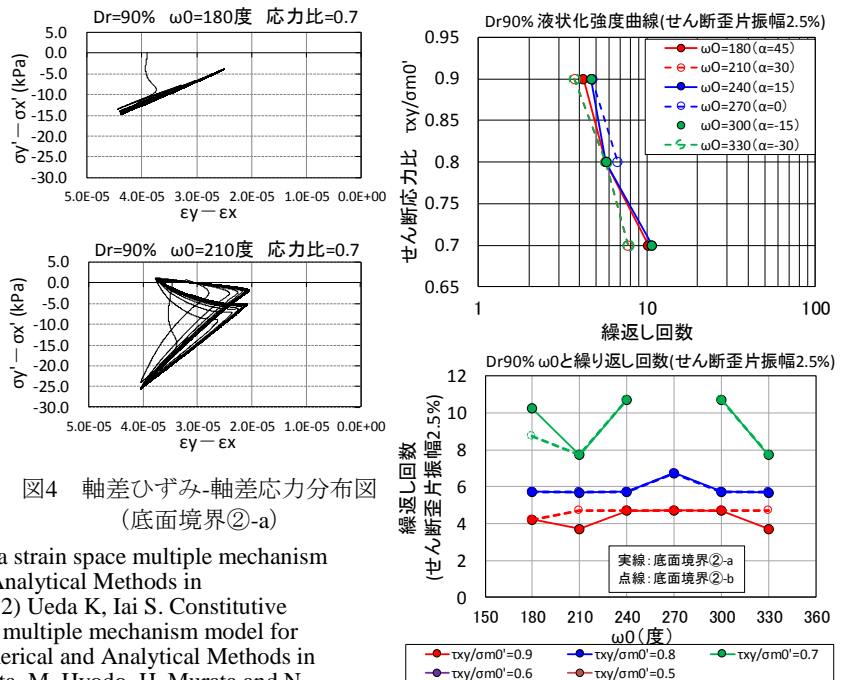 Dr=90%　ω0=180度　応力比=0.7
5.0
0.0
-5.0
-10.0
-15.0
-20.0
-25.0
-30.0
σy'－σx' (kPa)
5.0E-05 4.0E-05 3.0E-05 2.0E-05 1.0E-05 0.0E+00
εy－εx
Dr=90%　ω0=210度　応力比=0.7
5.0
0.0
-5.0
-10.0
-15.0
-20.0
-25.0
-30.0
σy'－σx' (kPa)
5.0E-05 4.0E-05 3.0E-05 2.0E-05 1.0E-05 0.0E+00
εy－εx
図4　軸差ひずみ-軸差応力分布図
（底面境界②-a）
a strain space multiple mechanism
Analytical Methods in
2) Ueda K, Iai S. Constitutive
multiple mechanism model for
erical and Analytical Methods in
Dr90% 液状化強度曲線(せん断歪片振幅2.5%)
0.95
0.9
0.85
0.8
0.75
0.7
0.65
せん断応力比　τxy/σm0'
ωO=180(α=45)
ωO=210(α=30)
ωO=240(α=15)
ωO=270(α=0)
ωO=300(α=-15)
ωO=330(α=-30)
1 10 100
繰返し回数
Dr90% ω0と繰り返し回数(せん断歪片振幅2.5%)
12
10
8
6
4
2
0
繰返し回数
(せん断歪片振幅2.5%)
実線：底面境界②-a
点線：底面境界②-b
150 180 210 240 270 300 330 360
ω0(度)
τxy/σm0'=0.9 τxy/σm0'=0.8 τxy/σm0'=0.7
τxy/σm0'=0.6 τxy/σm0'=0.5